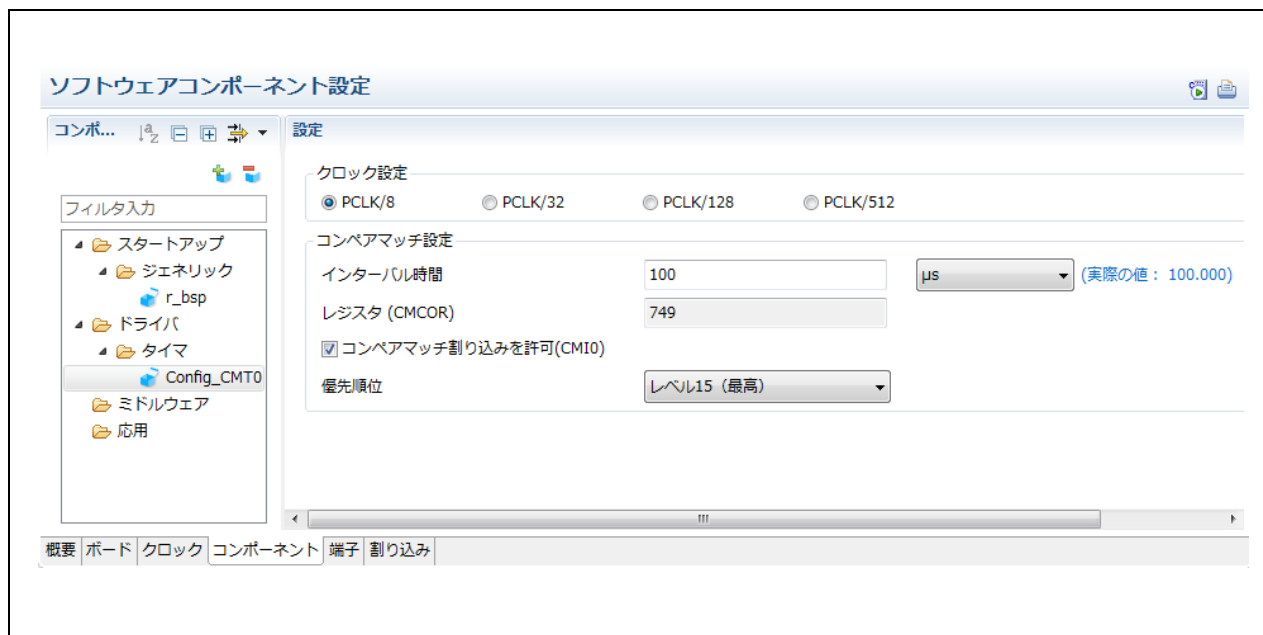 ソフトウェアコンポーネント設定
コンポ...
設定
フィルタ入力
スタートアップ
ジェネリック
r_bsp
ドライバ
タイマ
Config_CMT0
ミドルウェア
応用
クロック設定
PCLK/8 PCLK/32 PCLK/128 PCLK/512
コンペアマッチ設定
インターバル時間 100 μs (実際の値： 100.000)
レジスタ (CMCOR) 749
コンペアマッチ割り込みを許可(CMI0)
優先順位 レベル15（最高）
概要 ボード クロック コンポーネント 端子 割り込み